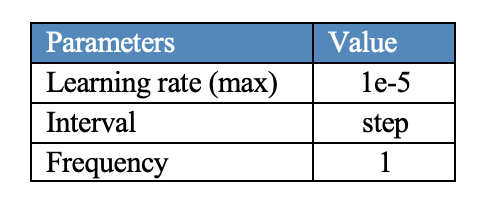 Parameters Value
Learning rate (max) 1e-5
Interval step
Frequency 1